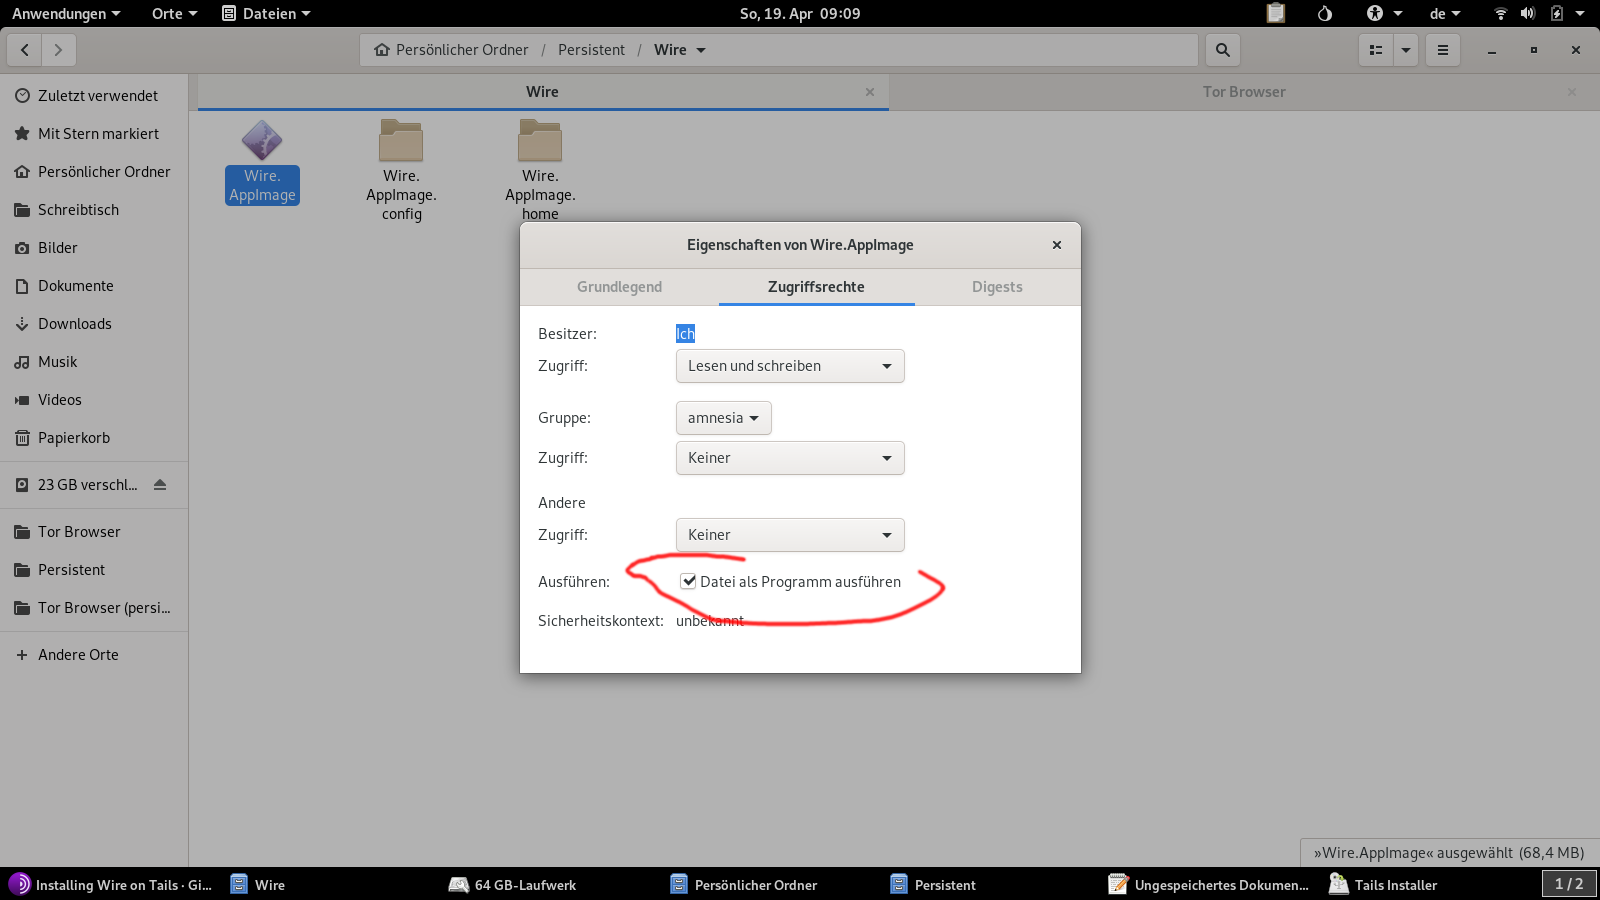 Anwendungen Orte Dateien So, 19. Apr 09:09 de
Persönlicher Ordner / Persistent / Wire
Wire Tor Browser
Zuletzt verwendet
Mit Stern markiert
Persönlicher Ordner
Schreibtisch
Bilder
Dokumente
Downloads
Musik
Videos
Papierkorb
23 GB verschl...
Tor Browser
Persistent
Tor Browser (persi...
Andere Orte
Wire.
AppImage
Wire.
AppImage.
config
Wire.
AppImage.
home
Eigenschaften von Wire.AppImage
Grundlegend Zugriffsrechte Digests
Besitzer: Ich
Zugriff: Lesen und schreiben
Gruppe: amnesia
Zugriff: Keiner
Andere
Zugriff: Keiner
Ausführen: Datei als Programm ausführen
Sicherheitskontext: unbekannt
»Wire.AppImage« ausgewählt (68,4 MB)
Installing Wire on Tails · Gi... Wire 64 GB-Laufwerk Persönlicher Ordner Persistent Ungespeichertes Dokumen... Tails Installer 1 / 2